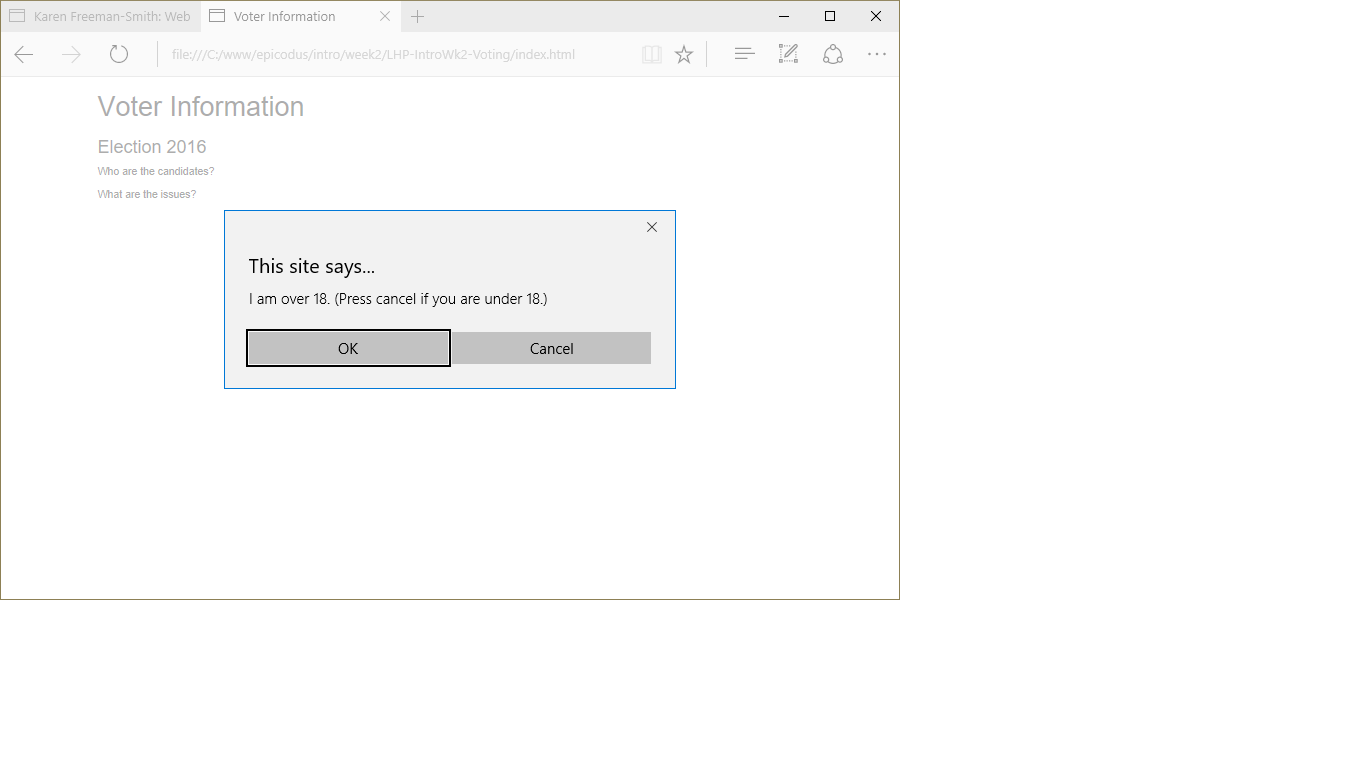 Karen Freeman-Smith: Web
Voter Information
file:///C:/www/epicodus/intro/week2/LHP-IntroWk2-Voting/index.html
Voter Information
Election 2016
Who are the candidates?
What are the issues?
This site says...
I am over 18. (Press cancel if you are under 18.)
OK
Cancel